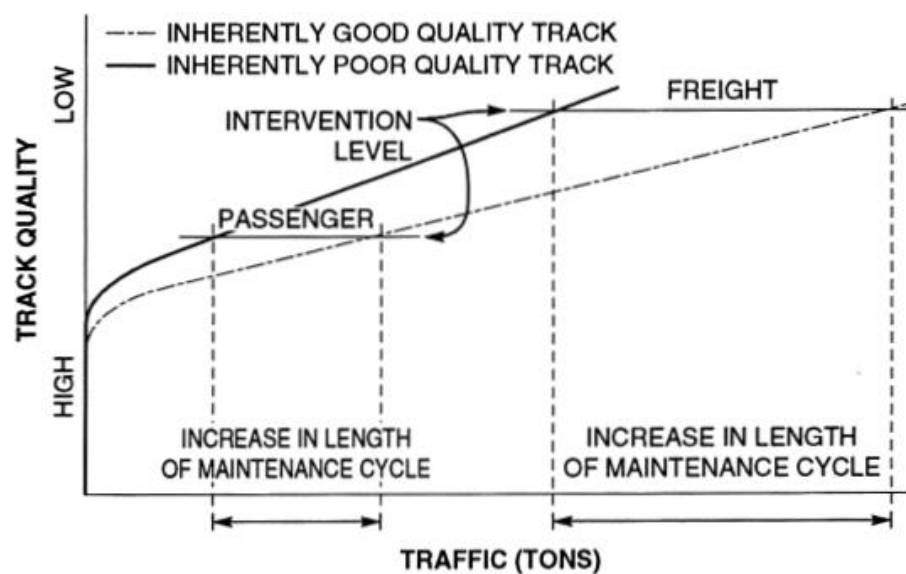 INHERENTLY GOOD QUALITY TRACK
INHERENTLY POOR QUALITY TRACK
LOW
FREIGHT
INTERVENTION
LEVEL
PASSENGER
TRACK QUALITY
HIGH
INCREASE IN LENGTH
OF MAINTENANCE CYCLE
INCREASE IN LENGTH
OF MAINTENANCE CYCLE
TRAFFIC (TONS)